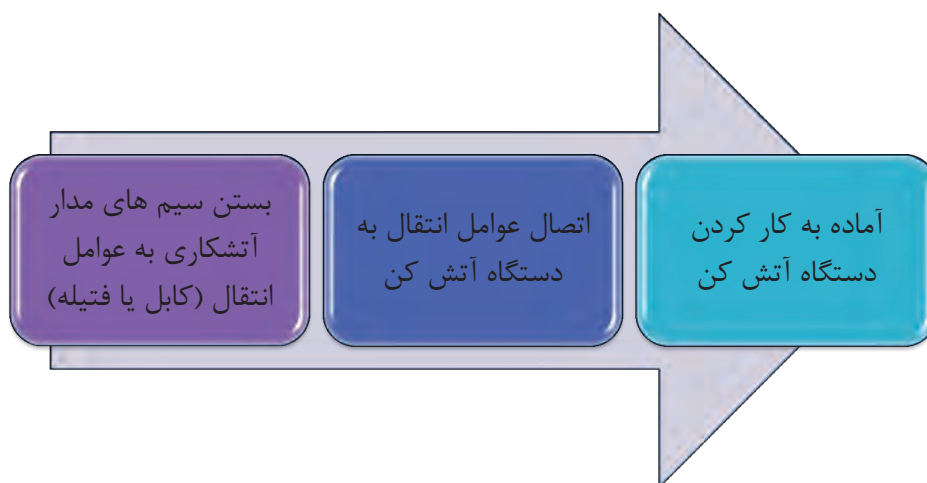 بستن سیم های مدار
آتشکاری به عوامل
انتقال (کابل یا فتیله)
اتصال عوامل انتقال به
دستگاه آتش کن
آماده به کار کردن
دستگاه آتش کن